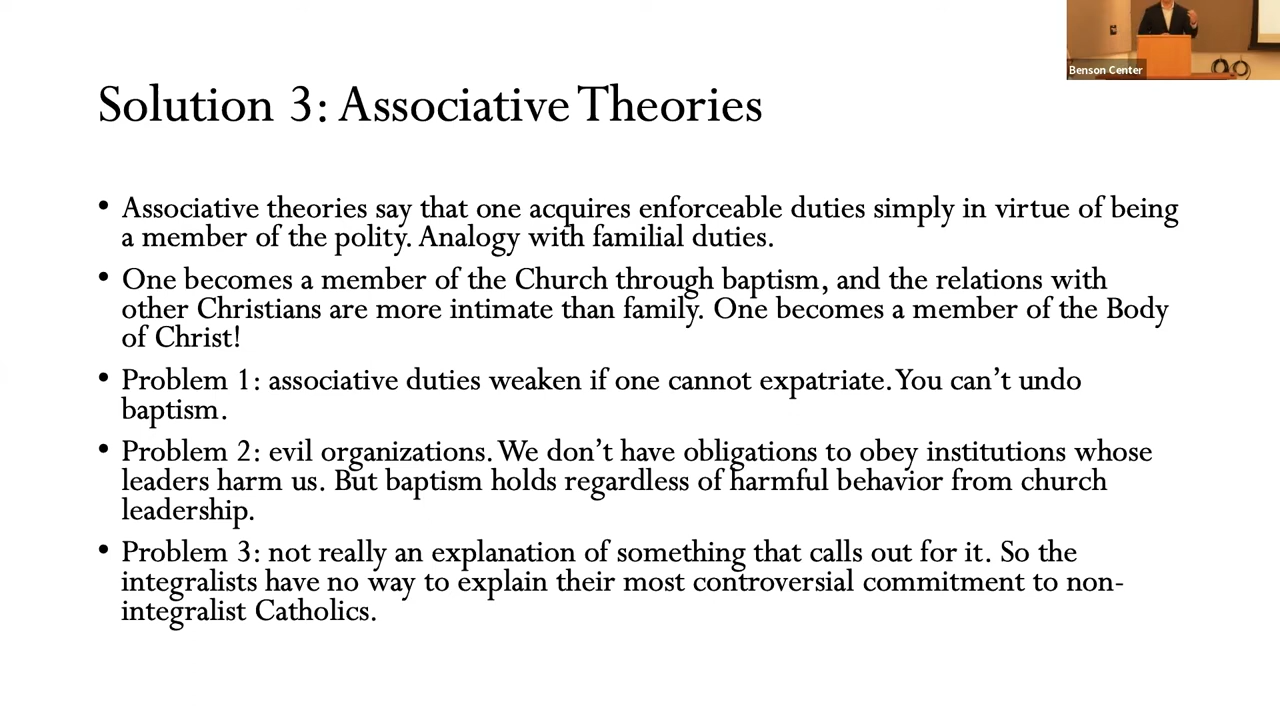 Benson Center
Solution 3: Associative Theories
• Associative theories say that one acquires enforceable duties simply in virtue of being
a member of the polity. Analogy with familial duties.
• One becomes a member of the Church through baptism, and the relations with
other Christians are more intimate than family. One becomes a member of the Body
of Christ!
• Problem 1: associative duties weaken if one cannot expatriate. You can’t undo
baptism.
• Problem 2: evil organizations. We don’t have obligations to obey institutions whose
leaders harm us. But baptism holds regardless of harmful behavior from church
leadership.
• Problem 3: not really an explanation of something that calls out for it. So the
integralists have no way to explain their most controversial commitment to non-
integralist Catholics.